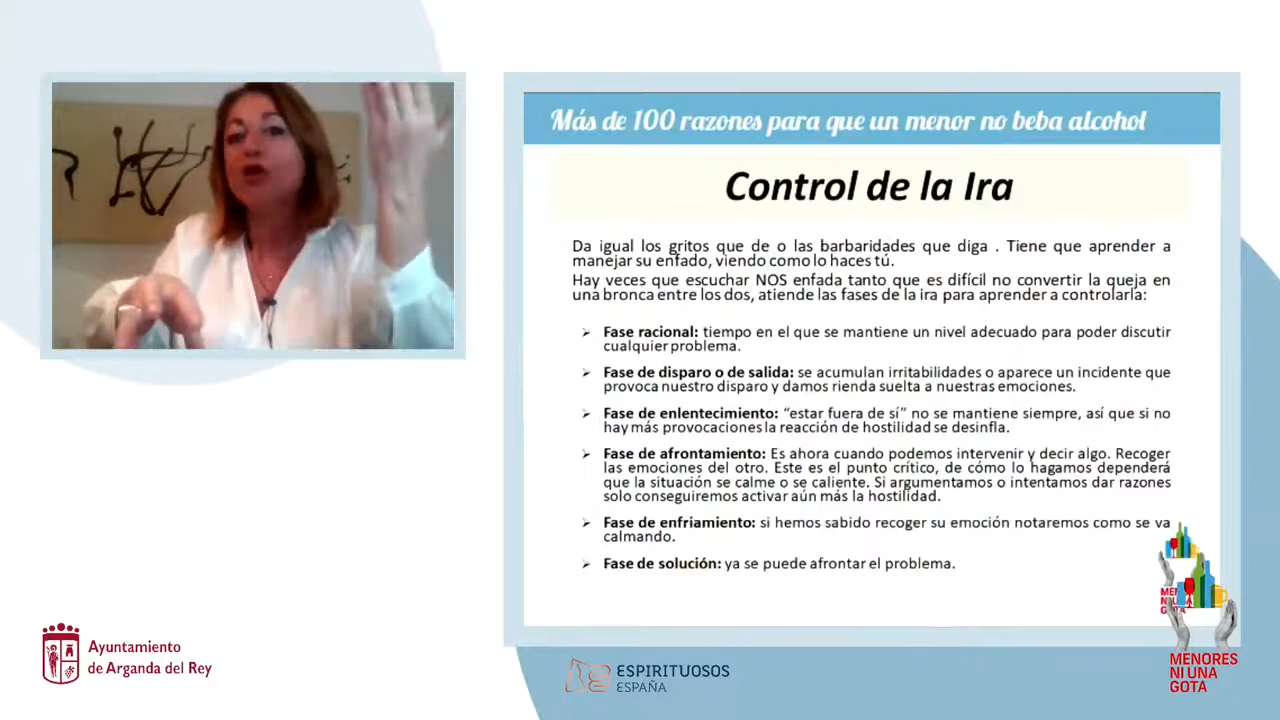 Más de 100 razones para que un menor no beba alcohol
Control de la Ira
Da igual los gritos que de o las barbaridades que diga . Tiene que aprender a
manejar su enfado, viendo como lo haces tú.
Hay veces que escuchar NOS enfada tanto que es difícil no convertir la queja en
una bronca entre los dos, atiende las fases de la ira para aprender a controlarla:
➢ Fase racional: tiempo en el que se mantiene un nivel adecuado para poder discutir
cualquier problema.
➢ Fase de disparo o de salida: se acumulan irritabilidades o aparece un incidente que
provoca nuestro disparo y damos rienda suelta a nuestras emociones.
➢ Fase de enlentecimiento: “estar fuera de sí” no se mantiene siempre, así que si no
hay más provocaciones la reacción de hostilidad se desinfla.
➢ Fase de afrontamiento: Es ahora cuando podemos intervenir y decir algo. Recoger
las emociones del otro. Este es el punto crítico, de cómo lo hagamos dependerá
que la situación se calme o se caliente. Si argumentamos o intentamos dar razones
solo conseguiremos activar aún más la hostilidad.
➢ Fase de enfriamiento: si hemos sabido recoger su emoción notaremos como se va
calmando.
➢ Fase de solución: ya se puede afrontar el problema.
Ayuntamiento
de Arganda del Rey
ESPIRITUOSOS
ESPAÑA
MENORES
NI UNA
GOTA